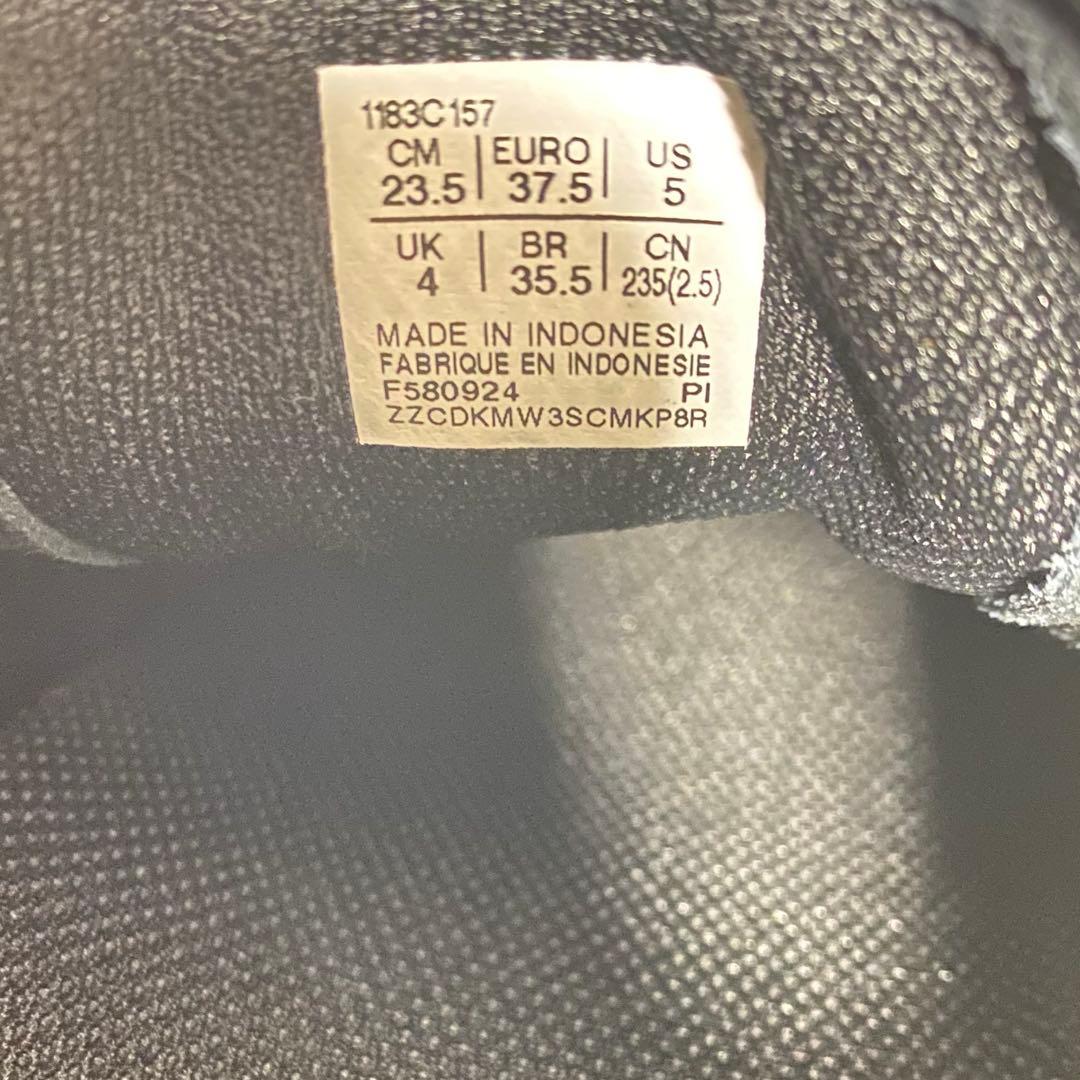 1183C157
CM | EURO | US
23.5 | 37.5 | 5
UK | BR | CN
4 | 35.5 | 235(2.5)
MADE IN INDONESIA
FABRIQUE EN INDONESIE
F580924 PI
ZZCDKMW3SCMKP8R